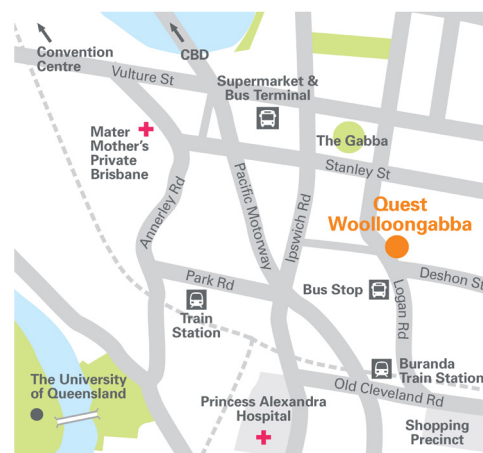 Convention
Centre
CBD
Vulture St
Supermarket &
Bus Terminal
Mater
Mother's
Private
Brisbane
The Gabba
Stanley St
Annerley Rd
Pacific Motorway
Ipswich Rd
Quest
Woolloongabba
Park Rd
Deshon St
Bus Stop
Logan Rd
Train
Station
Buranda
Train Station
The University
of Queensland
Old Cleveland Rd
Princess Alexandra
Hospital
Shopping
Precinct